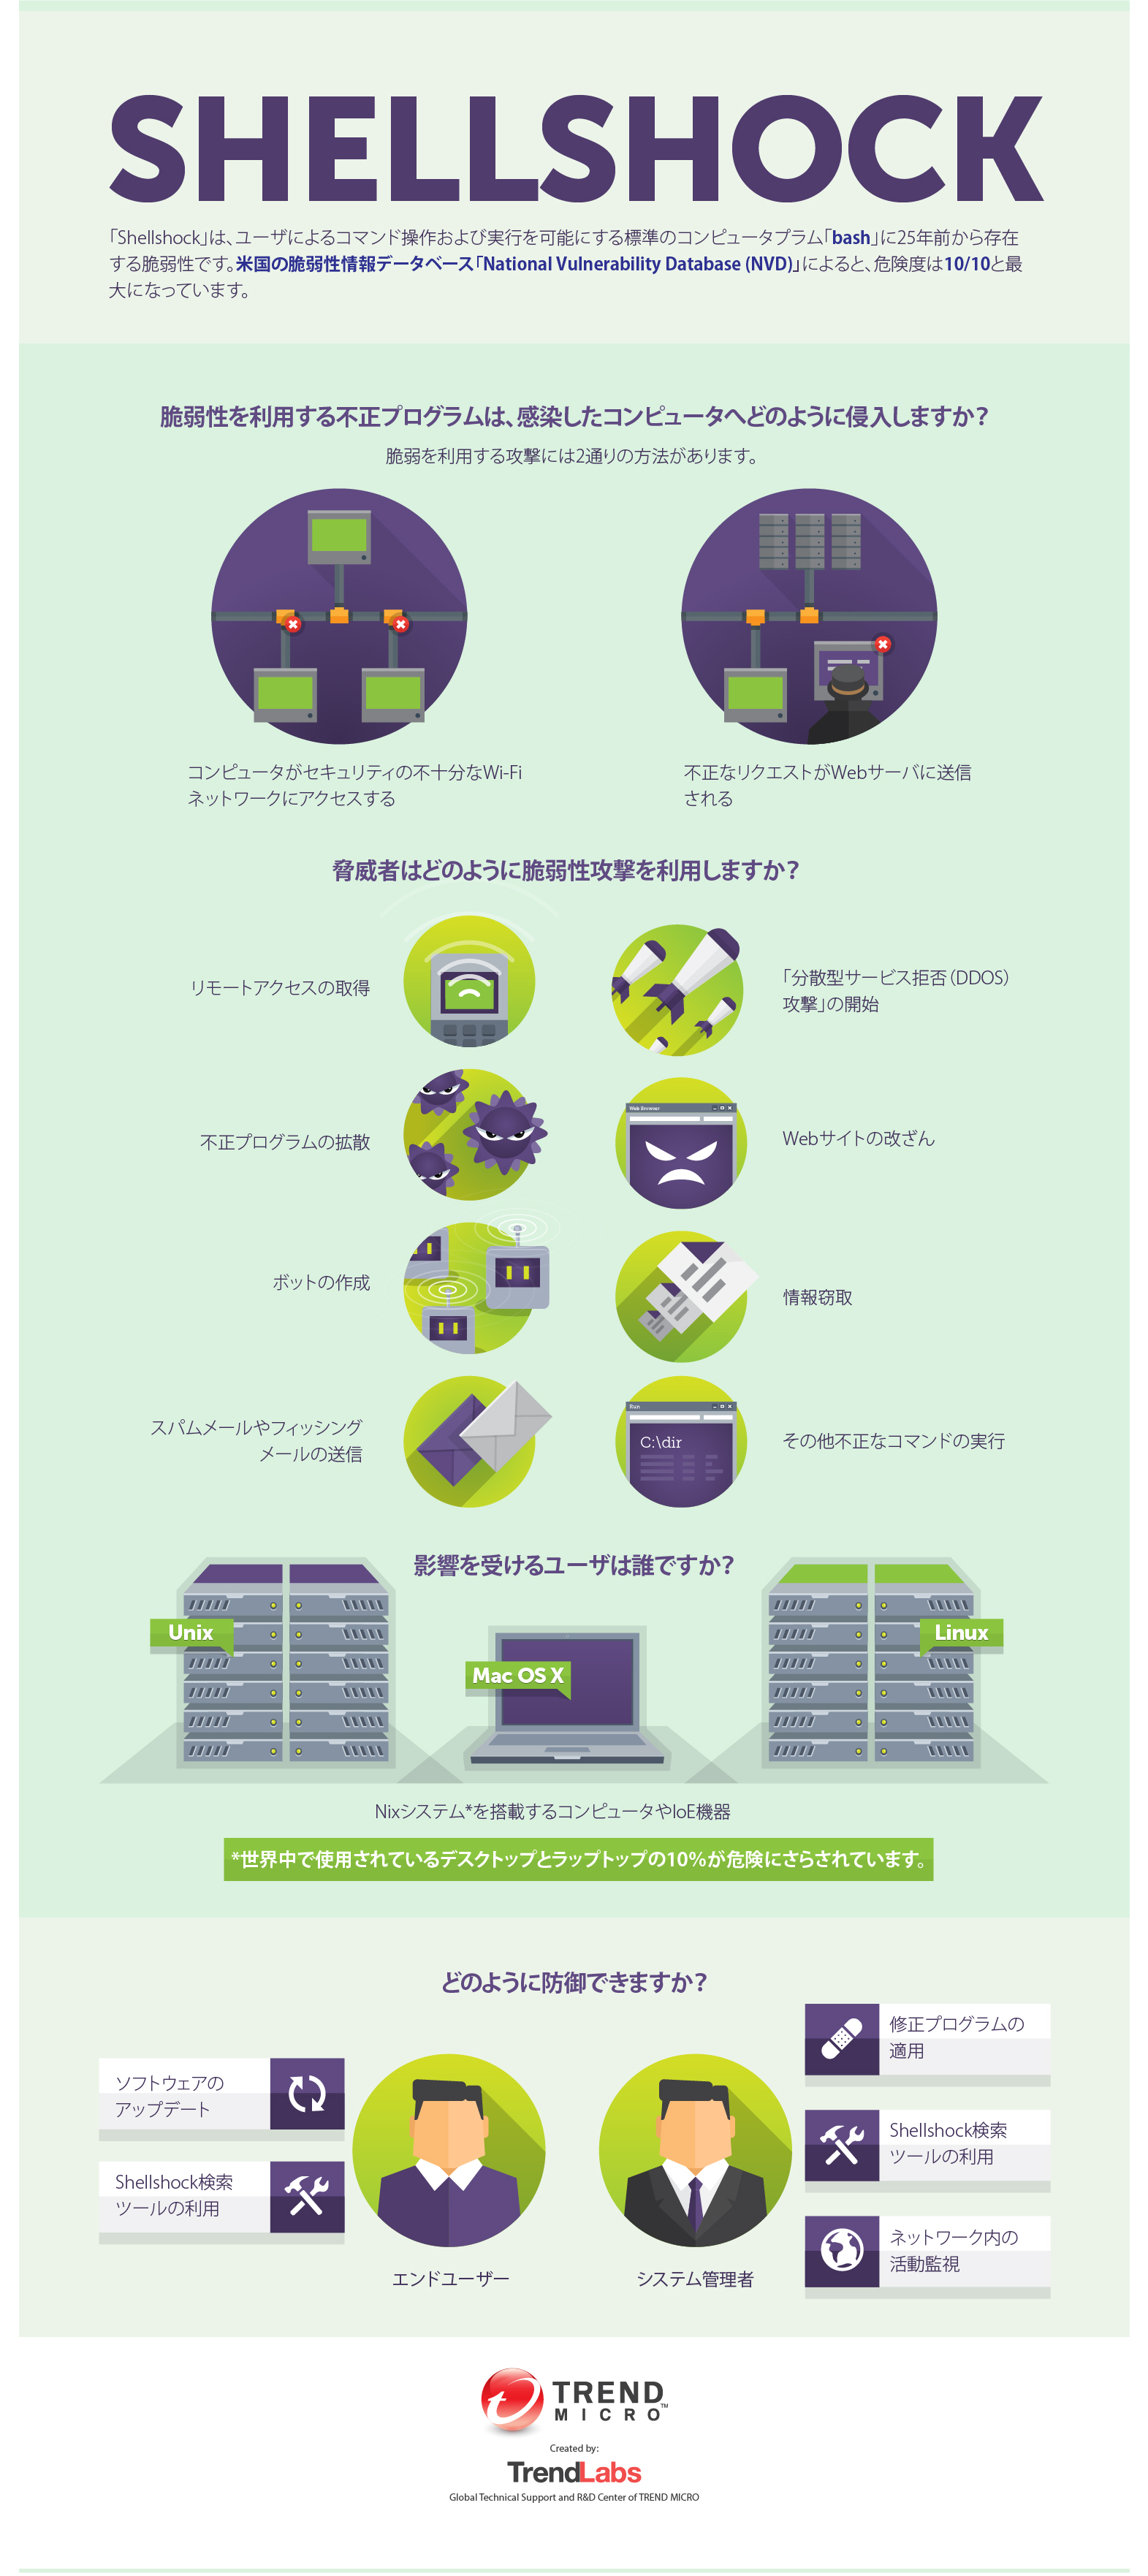 SHELLSHOCK
「Shellshock」は、ユーザによるコマンド操作および実行を可能にする標準のコンピュータプラム「bash」に25年前から存在
する脆弱性です。米国の脆弱性情報データベース「National Vulnerability Database (NVD)」によると、危険度は10/10と最
大になっています。
脆弱性を利用する不正プログラムは、感染したコンピュータへどのように侵入しますか？
脆弱を利用する攻撃には2通りの方法があります。
コンピュータがセキュリティの不十分なWi-Fi
ネットワークにアクセスする
不正なリクエストがWebサーバに送信
される
脅威者はどのように脆弱性攻撃を利用しますか？
リモートアクセスの取得
「分散型サービス拒否（DDOS）
攻撃」の開始
不正プログラムの拡散
Web Browser
Webサイトの改ざん
ボットの作成
情報窃取
スパムメールやフィッシング
メールの送信
Run
C:\dir
その他不正なコマンドの実行
影響を受けるユーザは誰ですか？
Unix
Mac OS X
Linux
Nixシステム*を搭載するコンピュータやIoE機器
*世界中で使用されているデスクトップとラップトップの10%が危険にさらされています。
どのように防御できますか？
ソフトウェアの
アップデート
Shellshock検索
ツールの利用
エンドユーザー
システム管理者
修正プログラムの
適用
Shellshock検索
ツールの利用
ネットワーク内の
活動監視
TREND
MICRO™
Created by:
TrendLabs
Global Technical Support and R&D Center of TREND MICRO